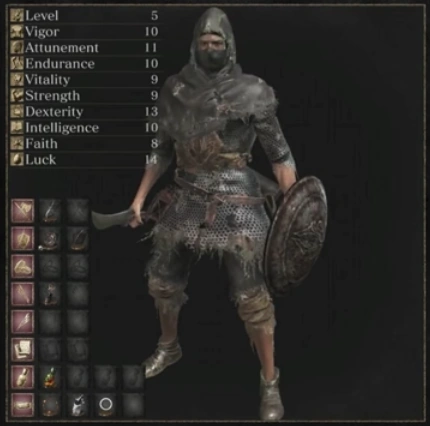 Level 5
Vigor 10
Attunement 11
Endurance 10
Vitality 9
Strength 9
Dexterity 13
Intelligence 10
Faith 8
Luck 14